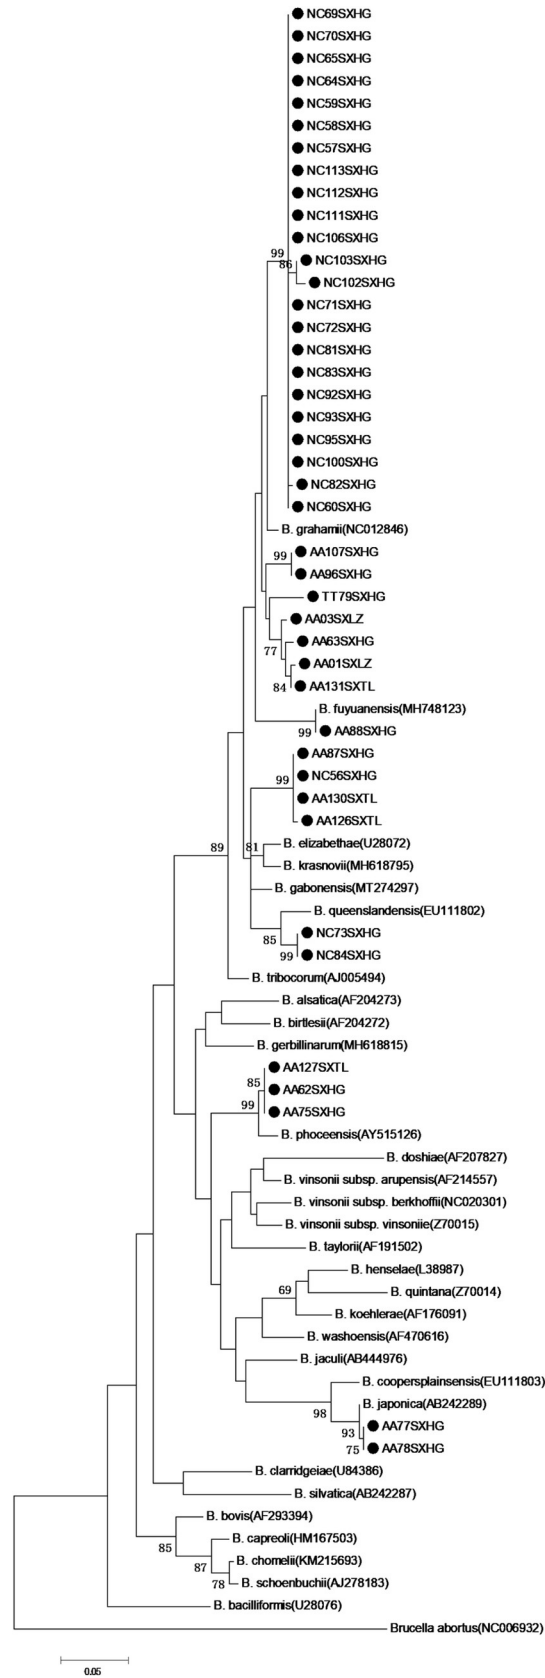 NC69SXHG
NC70SXHG
NC65SXHG
NC64SXHG
NC59SXHG
NC58SXHG
NC57SXHG
NC113SXHG
NC112SXHG
NC111SXHG
NC106SXHG
99
NC103SXHG
86
NC102SXHG
NC71SXHG
NC72SXHG
NC81SXHG
NC83SXHG
NC92SXHG
NC93SXHG
NC95SXHG
NC100SXHG
NC82SXHG
NC60SXHG
B. grahamii(NC012846)
AA107SXHG
99
AA96SXHG
TT79SXHG
AA03SXLZ
AA63SXHG
77
AA01SXLZ
AA131SXTL
84
B. fuyuanensis(MH748123)
AA88SXHG
99
AA87SXHG
NC56SXHG
99
AA130SXTL
AA126SXTL
B. elizabethae(U28072)
89
81
B. krasnovii(MH618795)
B. gabonensis(MT274297)
B. queenslandensis(EU111802)
NC73SXHG
85
NC84SXHG
99
B. tribocorum(AJ005494)
B. alsatica(AF204273)
B. birtlesii(AF204272)
B. gerbillinarum(MH618815)
AA127SXTL
85
AA62SXHG
99
AA75SXHG
B. phoceensis(AY515126)
B. doshiae(AF207827)
B. vinsonii subsp. arupensis(AF214557)
B. vinsonii subsp. berkhoffii(NC020301)
B. vinsonii subsp. vinsoniie(Z70015)
B. taylorii(AF191502)
B. henselae(L38987)
69
B. quintana(Z70014)
B. koehlerae(AF176091)
B. washoensis(AF470616)
B. jaculi(AB444976)
B. coopersplainsensis(EU111803)
B. japonica(AB242289)
98
AA77SXHG
93
AA78SXHG
75
B. clarridgeiae(U84386)
B. silvatica(AB242287)
B. bovis(AF293394)
B. capreoli(HM167503)
85
B. chomelii(KM215693)
87
B. schoenbuchii(AJ278183)
78
B. bacilliformis(U28076)
Brucella abortus(NC006932)
0.05